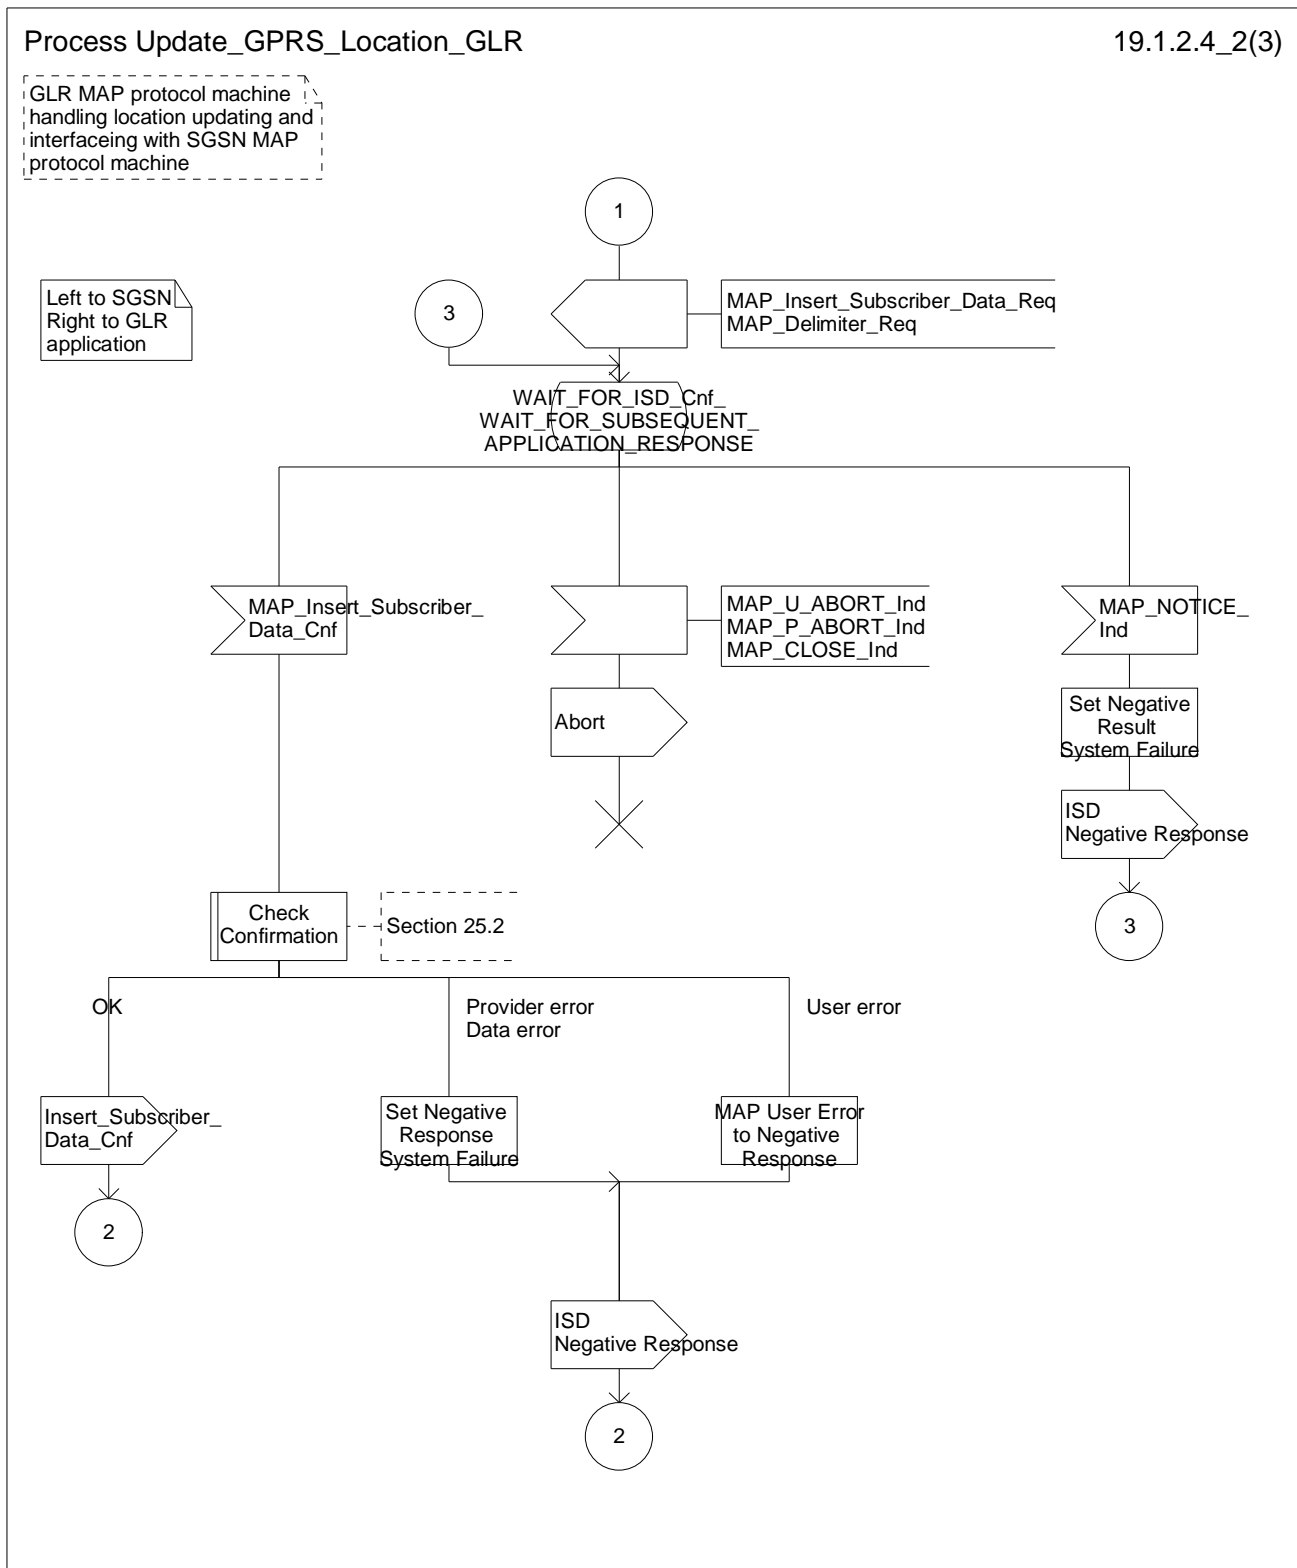 Process Update_GPRS_Location_GLR
19.1.2.4_2(3)
GLR MAP protocol machine
handling location updating and
interfaceing with SGSN MAP
protocol machine
1
Left to SGSN
Right to GLR
application
3
MAP_Insert_Subscriber_Data_Req
MAP_Delimiter_Req
WAIT_FOR_ISD_Cnf_
WAIT_FOR_SUBSEQUENT_
APPLICATION_RESPONSE
MAP_Insert_Subscriber_
Data_Cnf
MAP_U_ABORT_Ind
MAP_P_ABORT_Ind
MAP_CLOSE_Ind
MAP_NOTICE_
Ind
Abort
Set Negative
Result
System Failure
ISD
Negative Response
3
Check
Confirmation
Section 25.2
OK
Provider error
Data error
User error
Insert_Subscriber_
Data_Cnf
Set Negative
Response
System Failure
MAP User Error
to Negative
Response
2
ISD
Negative Response
2